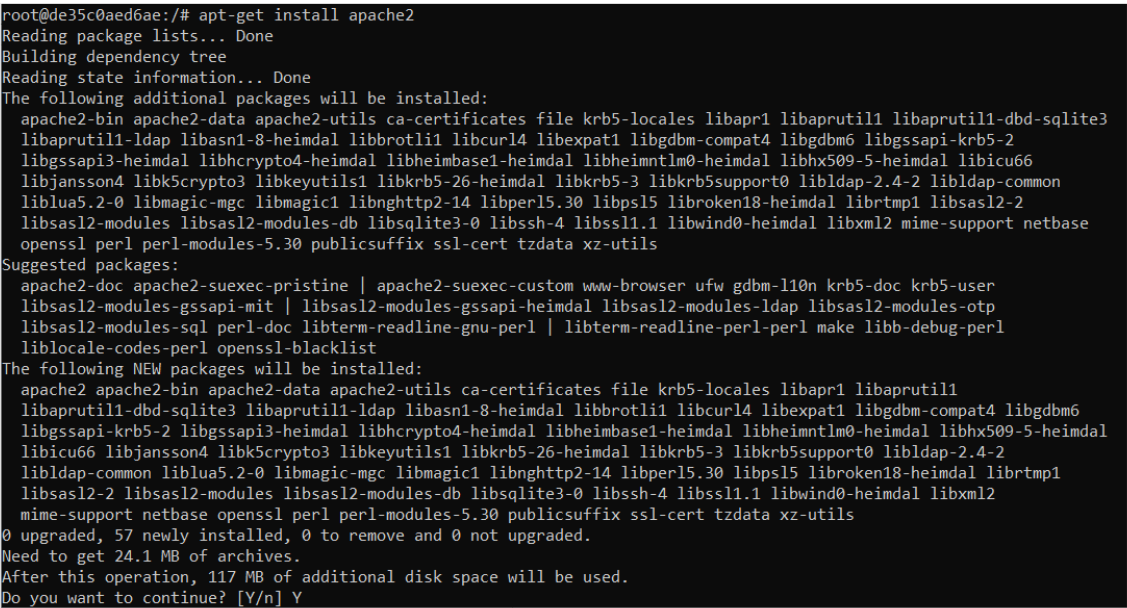 root@de35c0aed6ae:/# apt-get install apache2
Reading package lists... Done
Building dependency tree
Reading state information... Done
The following additional packages will be installed:
  apache2-bin apache2-data apache2-utils ca-certificates file krb5-locales libapr1 libaprutil1 libaprutil1-dbd-sqlite3
  libaprutil1-ldap libasn1-8-heimdal libbrotli1 libcurl4 libexpat1 libgdbm-compat4 libgdbm6 libgssapi-krb5-2
  libgssapi3-heimdal libhcrypto4-heimdal libheimbase1-heimdal libheimntlm0-heimdal libhx509-5-heimdal libicu66
  libjansson4 libk5crypto3 libkeyutils1 libkrb5-26-heimdal libkrb5-3 libkrb5support0 libldap-2.4-2 libldap-common
  liblua5.2-0 libmagic-mgc libmagic1 libnghttp2-14 libperl5.30 libpsl5 libroken18-heimdal librtmp1 libsasl2-2
  libsasl2-modules libsasl2-modules-db libsqlite3-0 libssh-4 libssl1.1 libwind0-heimdal libxml2 mime-support netbase
  openssl perl perl-modules-5.30 publicsuffix ssl-cert tzdata xz-utils
Suggested packages:
  apache2-doc apache2-suexec-pristine | apache2-suexec-custom www-browser ufw gdbm-l10n krb5-doc krb5-user
  libsasl2-modules-gssapi-mit | libsasl2-modules-gssapi-heimdal libsasl2-modules-ldap libsasl2-modules-otp
  libsasl2-modules-sql perl-doc libterm-readline-gnu-perl | libterm-readline-perl-perl make libb-debug-perl
  liblocale-codes-perl openssl-blacklist
The following NEW packages will be installed:
  apache2 apache2-bin apache2-data apache2-utils ca-certificates file krb5-locales libapr1 libaprutil1
  libaprutil1-dbd-sqlite3 libaprutil1-ldap libasn1-8-heimdal libbrotli1 libcurl4 libexpat1 libgdbm-compat4 libgdbm6
  libgssapi-krb5-2 libgssapi3-heimdal libhcrypto4-heimdal libheimbase1-heimdal libheimntlm0-heimdal libhx509-5-heimdal
  libicu66 libjansson4 libk5crypto3 libkeyutils1 libkrb5-26-heimdal libkrb5-3 libkrb5support0 libldap-2.4-2
  libldap-common liblua5.2-0 libmagic-mgc libmagic1 libnghttp2-14 libperl5.30 libpsl5 libroken18-heimdal librtmp1
  libsasl2-2 libsasl2-modules libsasl2-modules-db libsqlite3-0 libssh-4 libssl1.1 libwind0-heimdal libxml2
  mime-support netbase openssl perl perl-modules-5.30 publicsuffix ssl-cert tzdata xz-utils
0 upgraded, 57 newly installed, 0 to remove and 0 not upgraded.
Need to get 24.1 MB of archives.
After this operation, 117 MB of additional disk space will be used.
Do you want to continue? [Y/n] Y